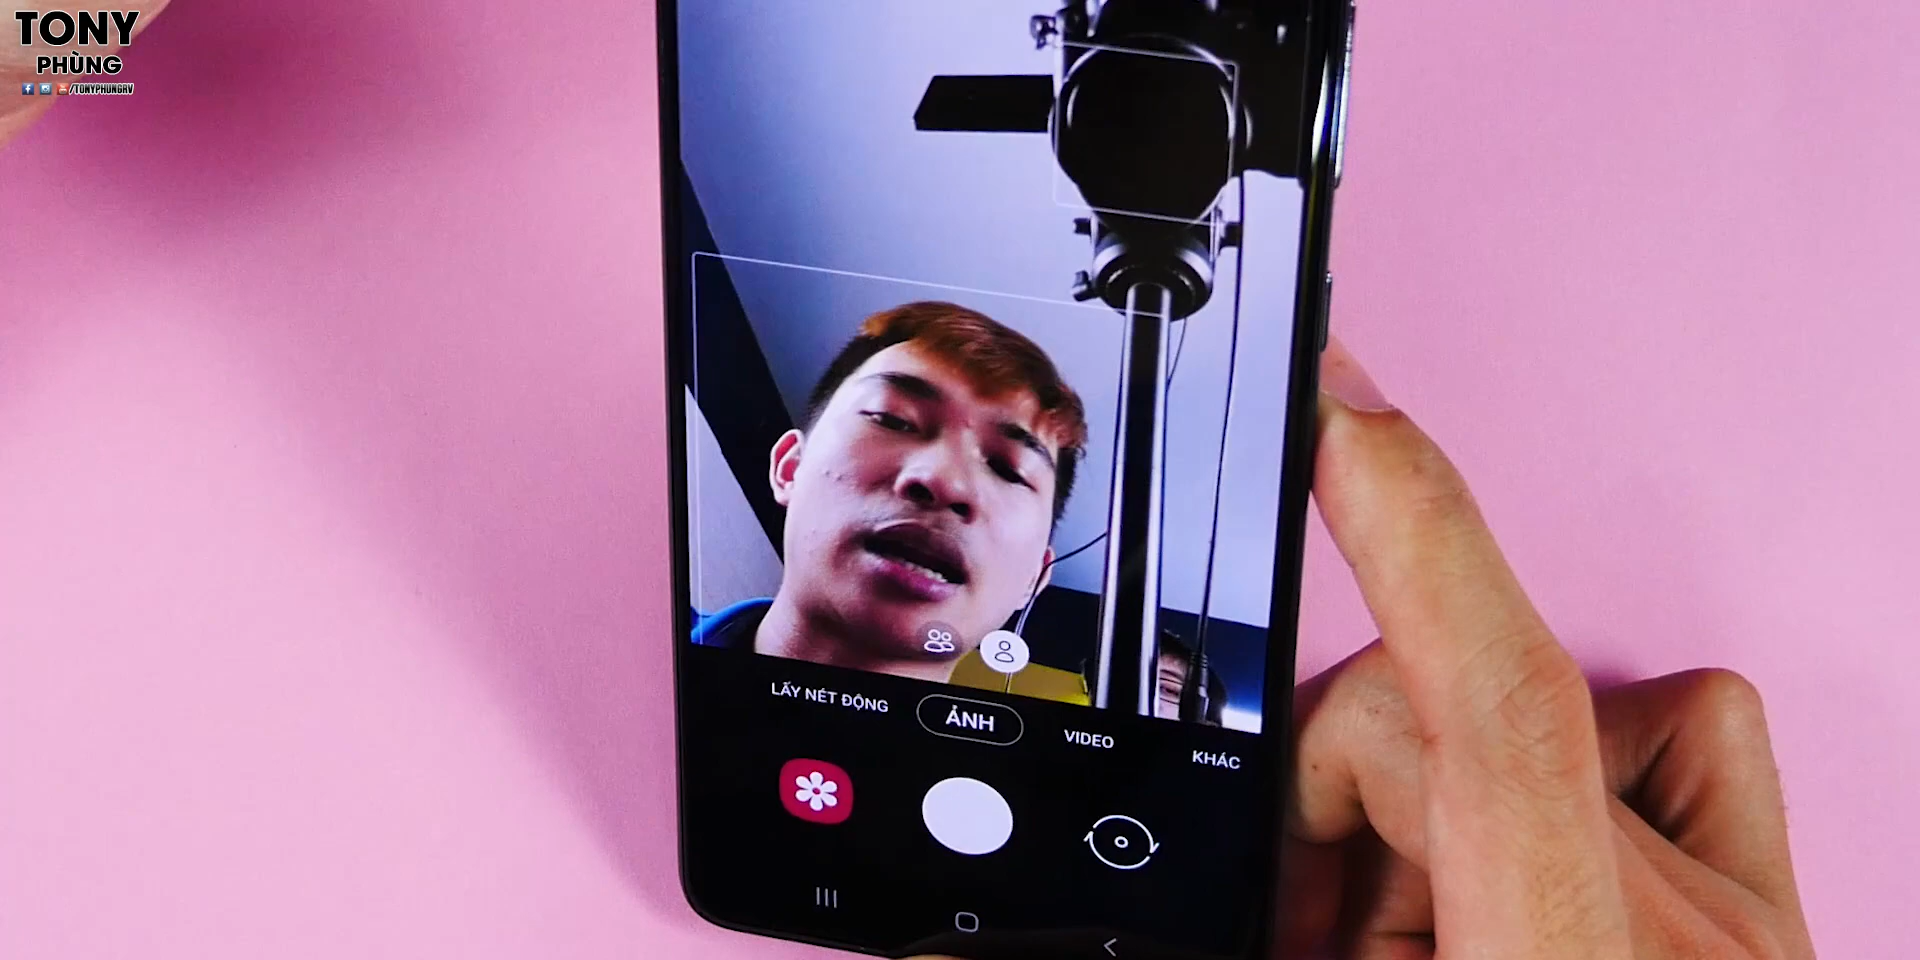 TONY
PHÙNG
/TONYPHUNGRV
LẤY NÉT ĐỘNG
ẢNH
VIDEO
KHÁC